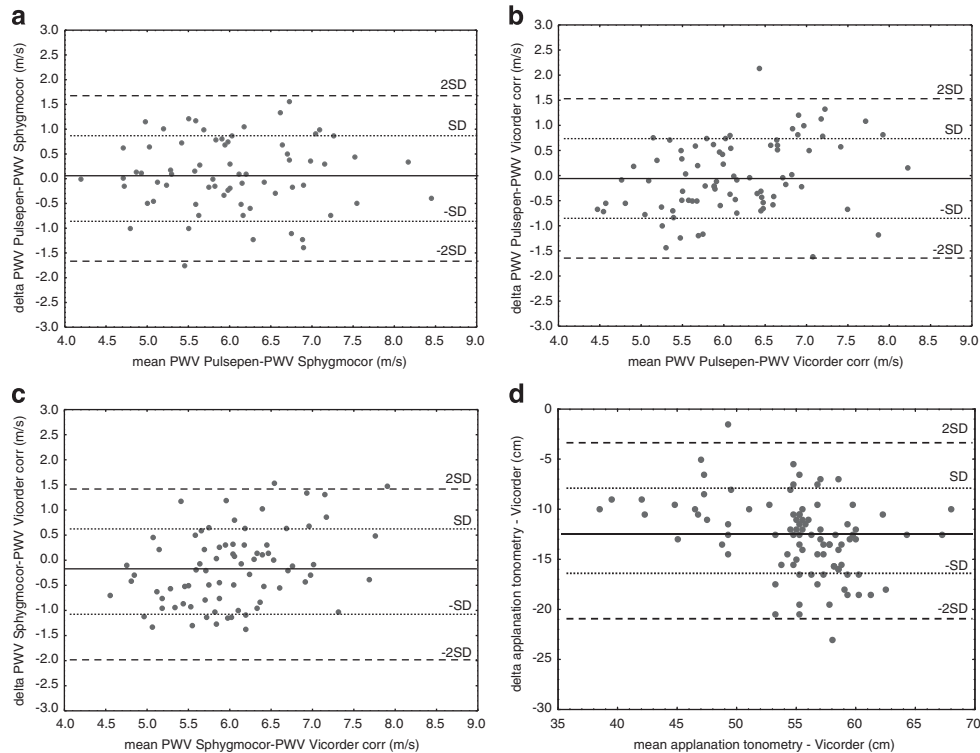 a
delta PWV Pulsepen-PWV Sphygmocor (m/s)
3.0
2.5
2.0
1.5
1.0
0.5
0.0
-0.5
-1.0
-1.5
-2.0
-2.5
-3.0
2SD
SD
-SD
-2SD
4.0 4.5 5.0 5.5 6.0 6.5 7.0 7.5 8.0 8.5 9.0
mean PWV Pulsepen-PWV Sphygmocor (m/s)
b
delta PWV Pulsepen-PWV Vicorder corr (m/s)
3.0
2.5
2.0
1.5
1.0
0.5
0.0
-0.5
-1.0
-1.5
-2.0
-2.5
-3.0
2SD
SD
-SD
-2SD
4.0 4.5 5.0 5.5 6.0 6.5 7.0 7.5 8.0 8.5 9.0
mean PWV Pulsepen-PWV Vicorder corr (m/s)
c
delta PWV Sphygmocor-PWV Vicorder corr (m/s)
3.0
2.5
2.0
1.5
1.0
0.5
0.0
-0.5
-1.0
-1.5
-2.0
-2.5
-3.0
2SD
SD
-SD
-2SD
4.0 4.5 5.0 5.5 6.0 6.5 7.0 7.5 8.0 8.5 9.0
mean PWV Sphygmocor-PWV Vicorder corr (m/s)
d
delta applanation tonometry - Vicorder (cm)
0
-5
-10
-15
-20
-25
-30
2SD
SD
-SD
-2SD
35 40 45 50 55 60 65 70
mean applanation tonometry - Vicorder (cm)